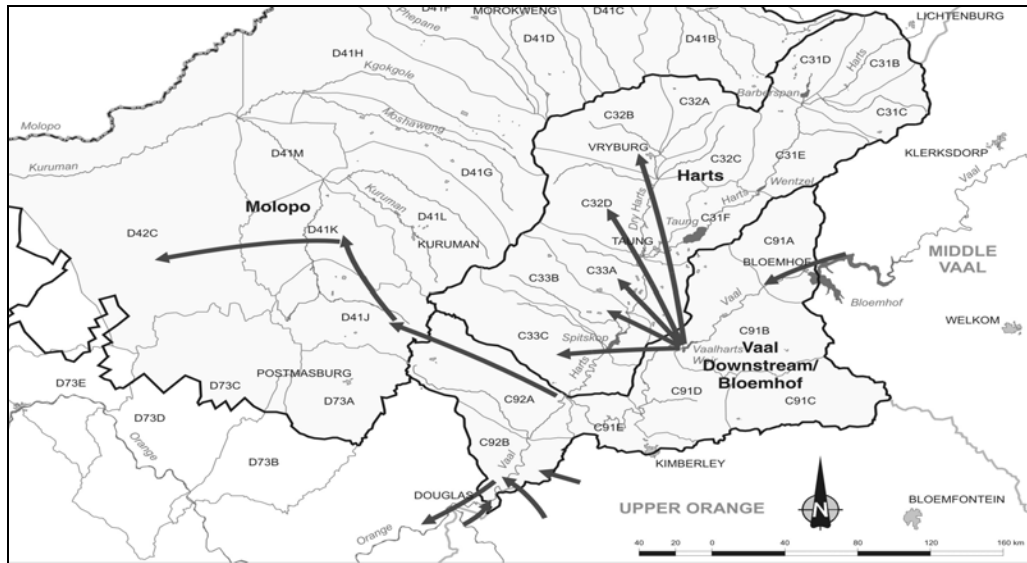 D41F
MOROKWENG
D41C
LICHTENBURG
Phepane
D41D
D41B
D41H
C31D
Harts
C31B
Kgokgole
Barberspan
C32A
C31C
C32B
Molopo
Moshaweng
VRYBURG
KLERKSDORP
D41M
C32C
C31E
Kuruman
D41G
Harts
Wentzel
Vaal
Kuruman
Molopo
D41L
C32D
Dry Harts
Harts
C31F
Taung
D42C
D41K
KURUMAN
TAUNG
C91A
MIDDLE
VAAL
BLOEMHOF
C33B
C33A
Vaal
Bloemhof
D41J
WELKOM
C33C
Spitskop
C91B
Vaalharts
Weir
Vaal
Downstream/
Bloemhof
Harts
POSTMASBURG
D73E
D73C
D73A
C92A
C91D
C91C
D73D
Orange
C91E
C92B
Vaal
D73B
KIMBERLEY
DOUGLAS
UPPER ORANGE
N
BLOEMFONTEIN
Orange
40 20 0 40 80 120 160 km